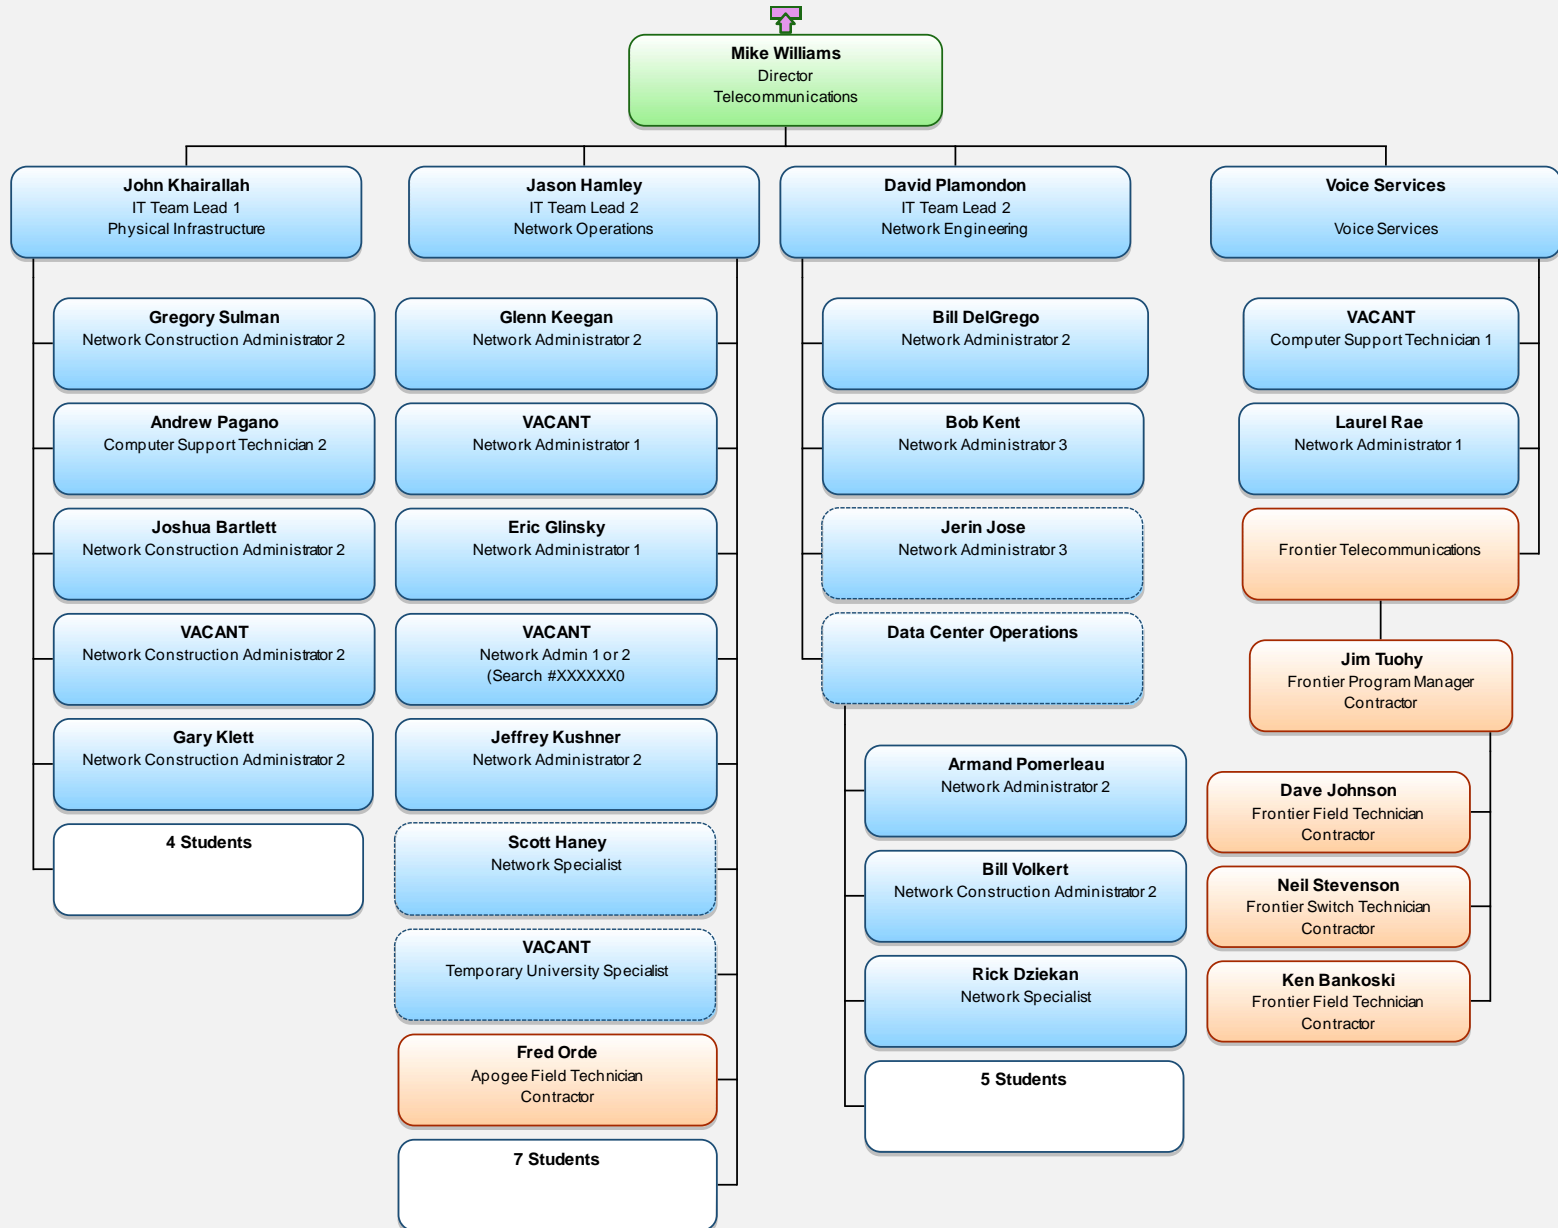 Mike Williams
Director
Telecommunications
John Khairallah
IT Team Lead 1
Physical Infrastructure
Gregory Sulman
Network Construction Administrator 2
Andrew Pagano
Computer Support Technician 2
Joshua Bartlett
Network Construction Administrator 2
VACANT
Network Construction Administrator 2
Gary Klett
Network Construction Administrator 2
4 Students
Jason Hamley
IT Team Lead 2
Network Operations
Glenn Keegan
Network Administrator 2
VACANT
Network Administrator 1
Eric Glinsky
Network Administrator 1
VACANT
Network Admin 1 or 2
(Search #XXXXXX0
Jeffrey Kushner
Network Administrator 2
Scott Haney
Network Specialist
VACANT
Temporary University Specialist
Fred Orde
Apogee Field Technician
Contractor
7 Students
David Plamondon
IT Team Lead 2
Network Engineering
Bill DelGrego
Network Administrator 2
Bob Kent
Network Administrator 3
Jerin Jose
Network Administrator 3
Data Center Operations
Armand Pomerleau
Network Administrator 2
Bill Volkert
Network Construction Administrator 2
Rick Dziekan
Network Specialist
5 Students
Voice Services
Voice Services
VACANT
Computer Support Technician 1
Laurel Rae
Network Administrator 1
Frontier Telecommunications
Jim Tuohy
Frontier Program Manager
Contractor
Dave Johnson
Frontier Field Technician
Contractor
Neil Stevenson
Frontier Switch Technician
Contractor
Ken Bankoski
Frontier Field Technician
Contractor